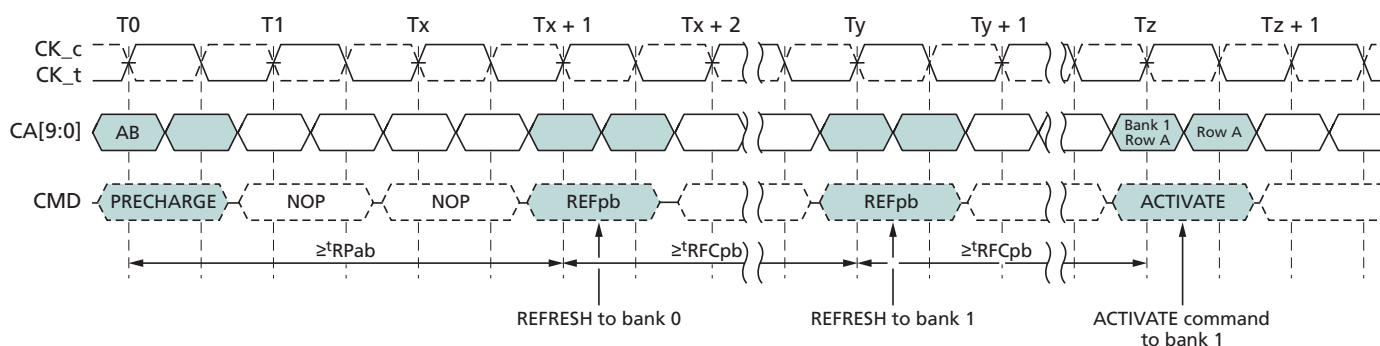 T0 T1 Tx Tx + 1 Tx + 2 Ty Ty + 1 Tz Tz + 1
CK_c
CK_t
CA[9:0] AB Bank 1 Row A Row A
CMD PRECHARGE NOP NOP REFpb REFpb ACTIVATE
≥tRPab ≥tRFCpb ≥tRFCpb
REFRESH to bank 0 REFRESH to bank 1 ACTIVATE command
to bank 1